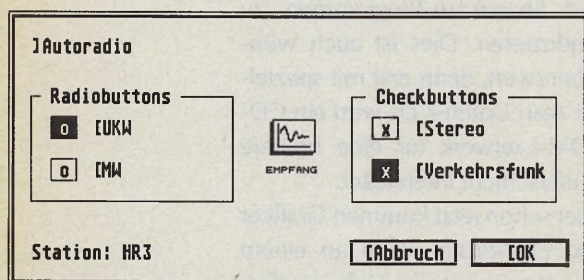 ]Autoradio
Radiobuttons
o [UKW
o [MW
EMPFANG
Checkbuttons
x [Stereo
x [Verkehrsfunk
Station: HR3
[Abbruch
[OK